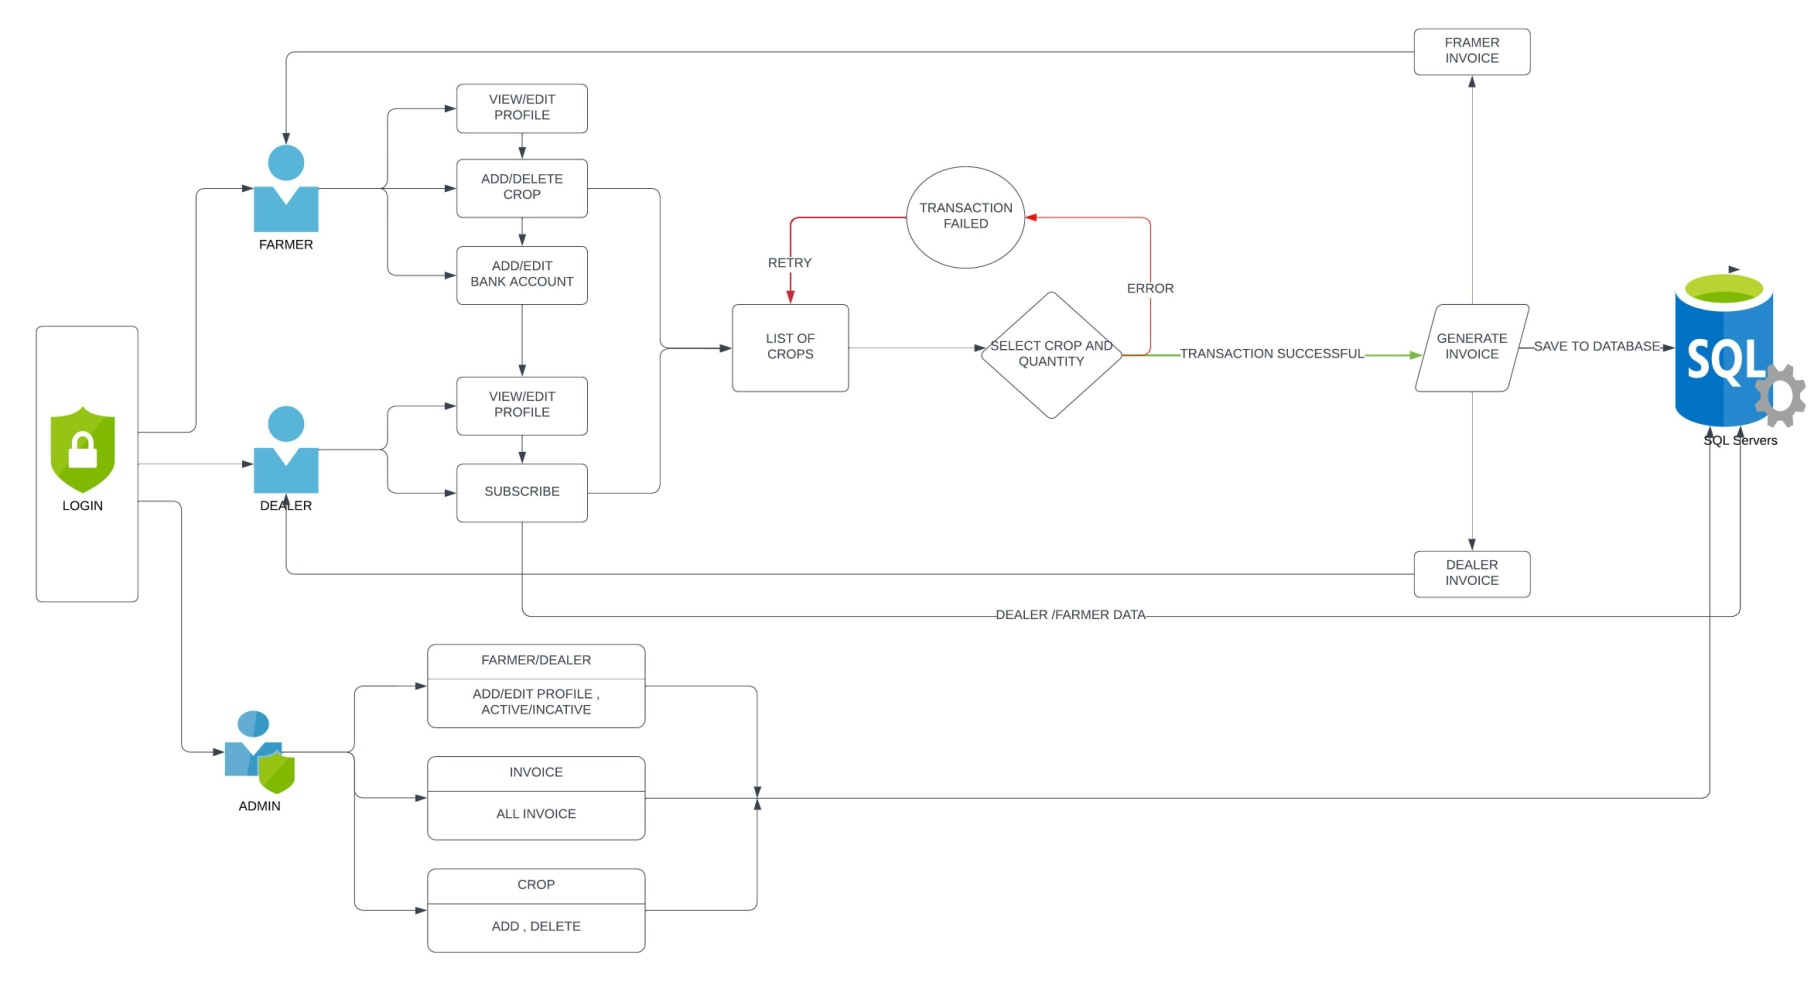 FRAMER
INVOICE
VIEW/EDIT
PROFILE
ADD/DELETE
CROP
ADD/EDIT
BANK ACCOUNT
FARMER
TRANSACTION
FAILED
RETRY
ERROR
LIST OF
CROPS
SELECT CROP AND
QUANTITY
TRANSACTION SUCCESSFUL
GENERATE
INVOICE
SAVE TO DATABASE
SQL
SQL Servers
LOGIN
DEALER
VIEW/EDIT
PROFILE
SUBSCRIBE
DEALER
INVOICE
DEALER /FARMER DATA
ADMIN
FARMER/DEALER
ADD/EDIT PROFILE ,
ACTIVE/INCATIVE
INVOICE
ALL INVOICE
CROP
ADD , DELETE